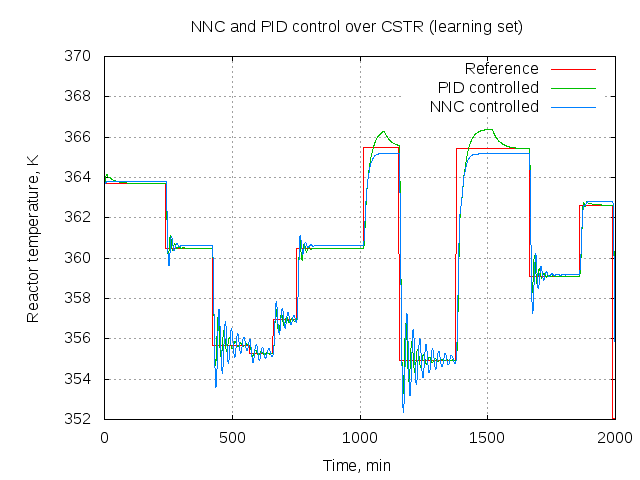 NNC and PID control over CSTR (learning set)
370
368
366
364
362
360
358
356
354
352
Reactor temperature, K
Reference
PID controlled
NNC controlled
0
500
1000
1500
2000
Time, min